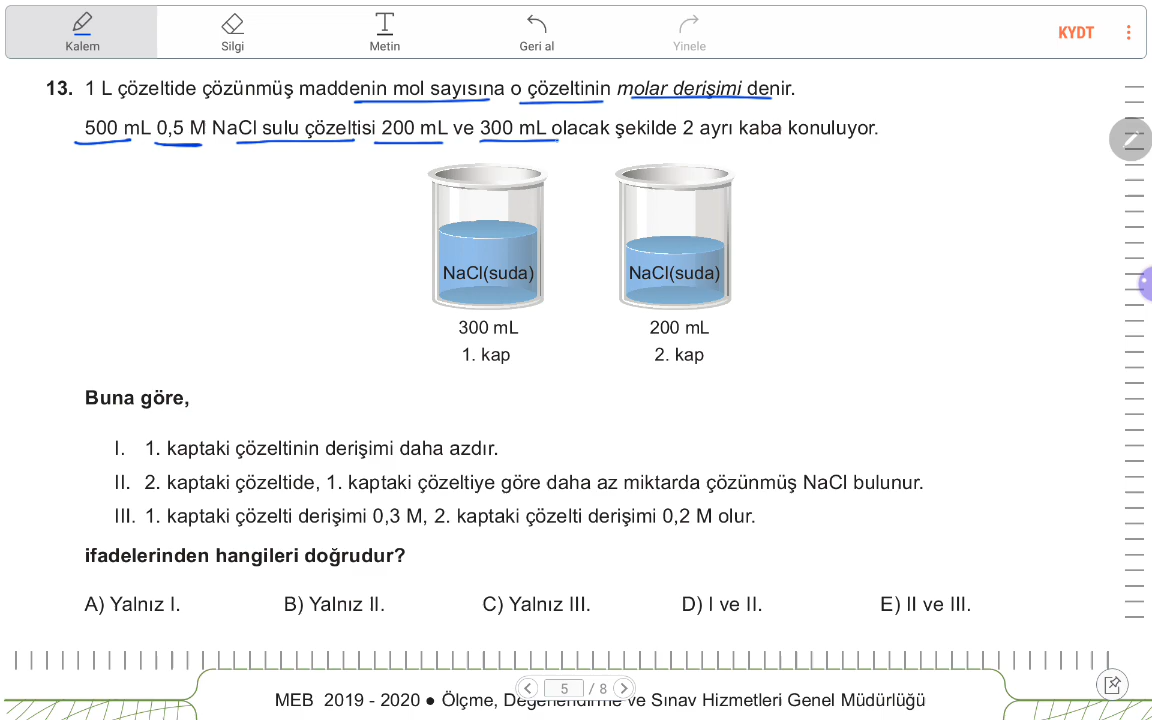 Kalem
Silgi
Metin
Geri al
Yinele
KYDT
13. 1 L çözeltide çözünmüş maddenin mol sayısına o çözeltinin molar derişimi denir.
500 mL 0,5 M NaCl sulu çözeltisi 200 mL ve 300 mL olacak şekilde 2 ayrı kaba konuluyor.
NaCl(suda) NaCl(suda)
300 mL 200 mL
1. kap 2. kap
Buna göre,
I. 1. kaptaki çözeltinin derişimi daha azdır.
II. 2. kaptaki çözeltide, 1. kaptaki çözeltiye göre daha az miktarda çözünmüş NaCl bulunur.
III. 1. kaptaki çözelti derişimi 0,3 M, 2. kaptaki çözelti derişimi 0,2 M olur.
ifadelerinden hangileri doğrudur?
A) Yalnız I. B) Yalnız II. C) Yalnız III. D) I ve II. E) II ve III.
5 / 8
MEB 2019 - 2020 ● Ölçme, Değerlendirme ve Sınav Hizmetleri Genel Müdürlüğü